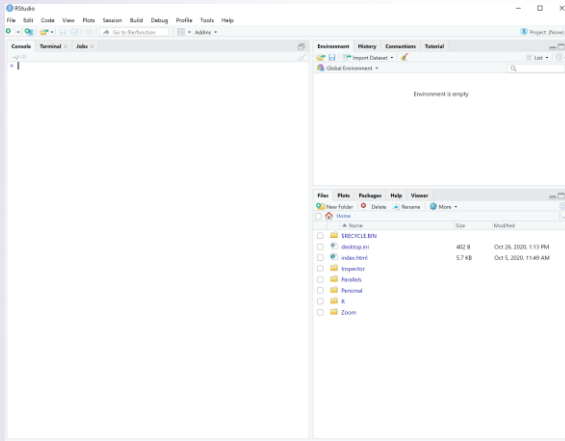 RStudio
File Edit Code View Plots Session Build Debug Profile Tools Help
Go to file/function Addins Project: (None)
Console Terminal × Jobs ×
~/
>
Environment History Connections Tutorial
Import Dataset List
Global Environment
Environment is empty
Files Plots Packages Help Viewer
New Folder Delete Rename More
Home
Name Size Modified
$RECYCLE.BIN
desktop.ini 402 B Oct 26, 2020, 1:13 PM
index.html 5.7 KB Oct 5, 2020, 11:49 AM
Inspector
Parallels
Personal
R
Zoom